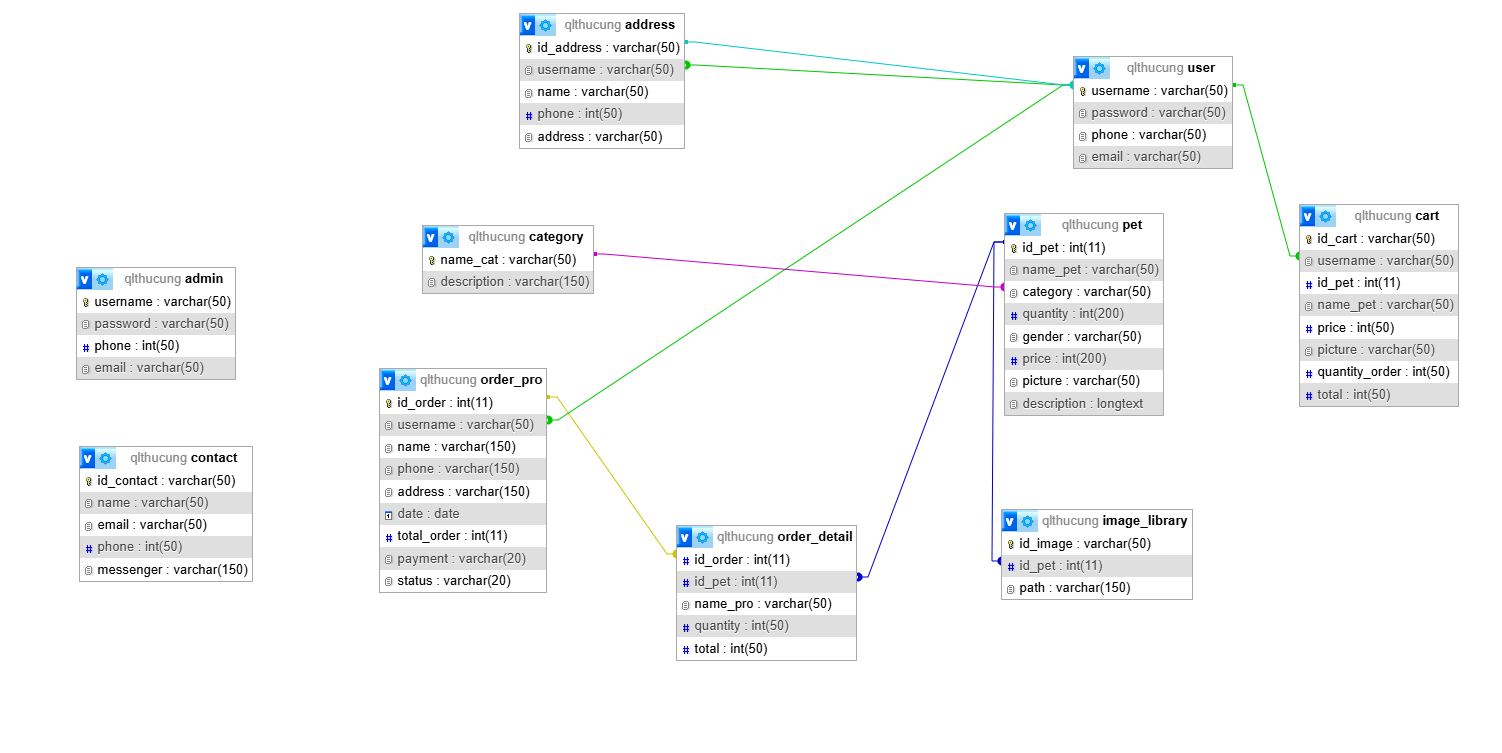 qlthucung address
id_address : varchar(50)
username : varchar(50)
name : varchar(50)
phone : int(50)
address : varchar(50)
qlthucung user
username : varchar(50)
password : varchar(50)
phone : varchar(50)
email : varchar(50)
qlthucung cart
id_cart : varchar(50)
username : varchar(50)
id_pet : int(11)
name_pet : varchar(50)
price : int(50)
picture : varchar(50)
quantity_order : int(50)
total : int(50)
qlthucung category
name_cat : varchar(50)
description : varchar(150)
qlthucung pet
id_pet : int(11)
name_pet : varchar(50)
category : varchar(50)
quantity : int(200)
gender : varchar(50)
price : int(200)
picture : varchar(50)
description : longtext
qlthucung admin
username : varchar(50)
password : varchar(50)
phone : int(50)
email : varchar(50)
qlthucung order_pro
id_order : int(11)
username : varchar(50)
name : varchar(150)
phone : varchar(150)
address : varchar(150)
date : date
total_order : int(11)
payment : varchar(20)
status : varchar(20)
qlthucung contact
id_contact : varchar(50)
name : varchar(50)
email : varchar(50)
phone : int(50)
messenger : varchar(150)
qlthucung order_detail
id_order : int(11)
id_pet : int(11)
name_pro : varchar(50)
quantity : int(50)
total : int(50)
qlthucung image_library
id_image : varchar(50)
id_pet : int(11)
path : varchar(150)